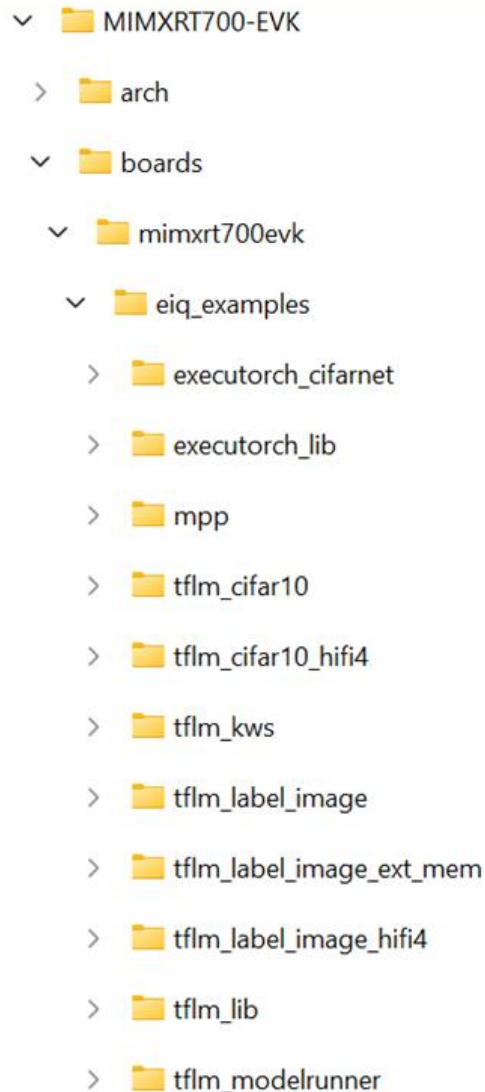 MIMXRT700-EVK
arch
boards
mimxrt700evk
eiq_examples
executorch_cifarnet
executorch_lib
mpp
tflm_cifar10
tflm_cifar10_hifi4
tflm_kws
tflm_label_image
tflm_label_image_ext_mem
tflm_label_image_hifi4
tflm_lib
tflm_modelrunner